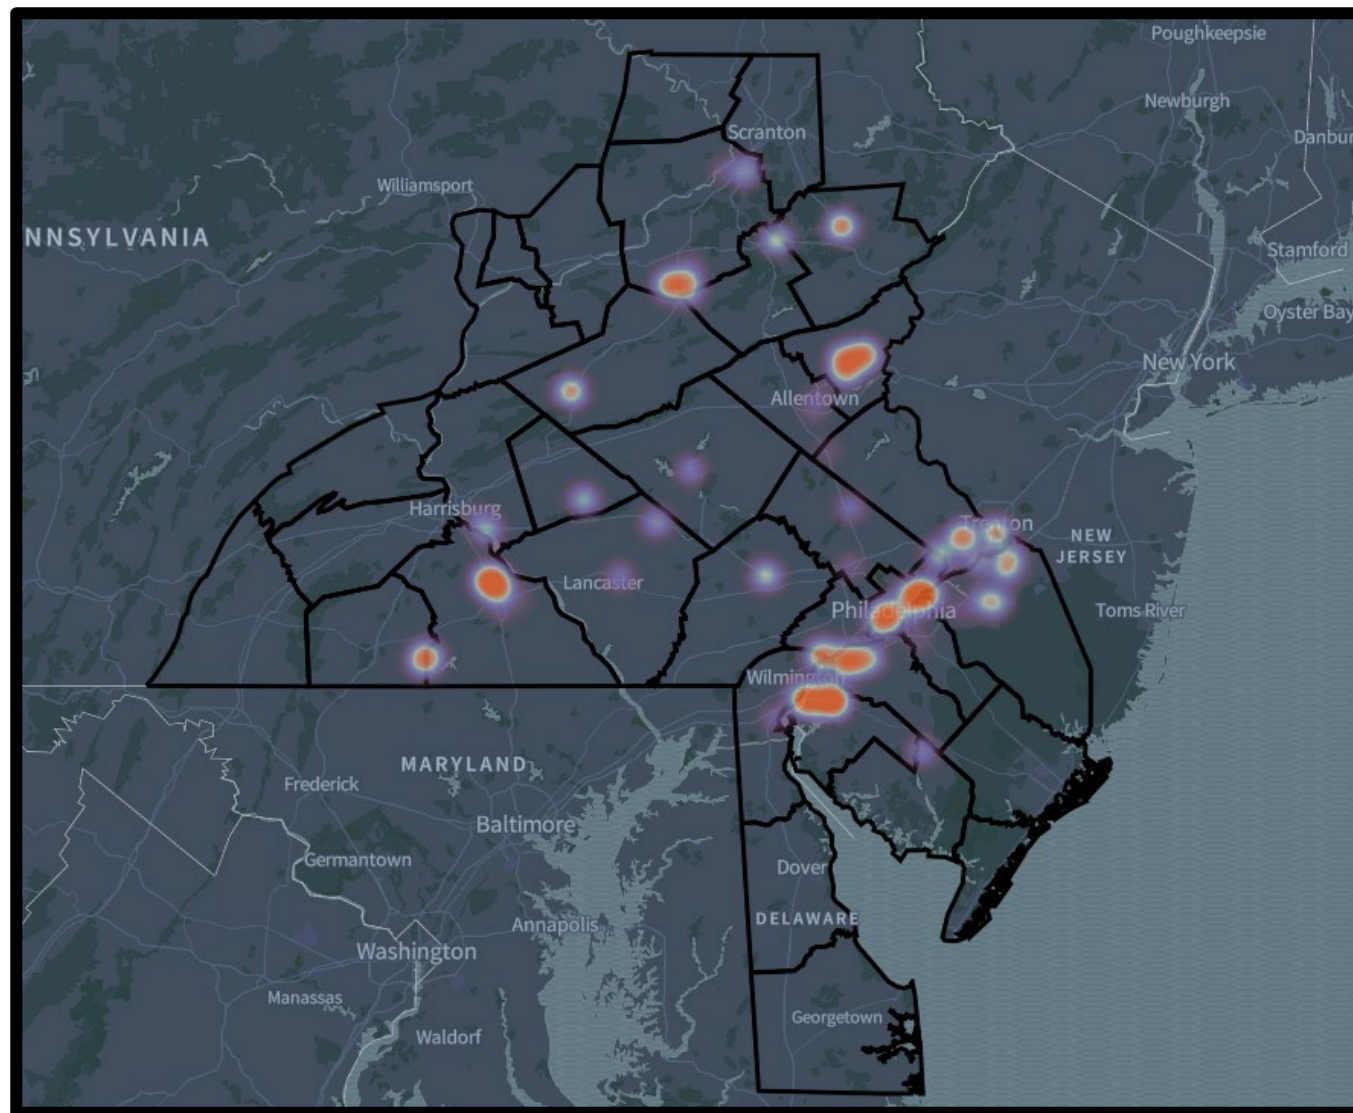 Poughkeepsie
Newburgh
Scranton
Danbur
Williamsport
NNSYLVANIA
Stamford
Oyster Bay
New York
Allentown
Harrisburg
Trenton
NEW
JERSEY
Lancaster
Philadelphia
Toms River
Wilmington
MARYLAND
Frederick
Baltimore
Germantown
Dover
DELAWARE
Annapolis
Washington
Manassas
Georgetown
Waldorf